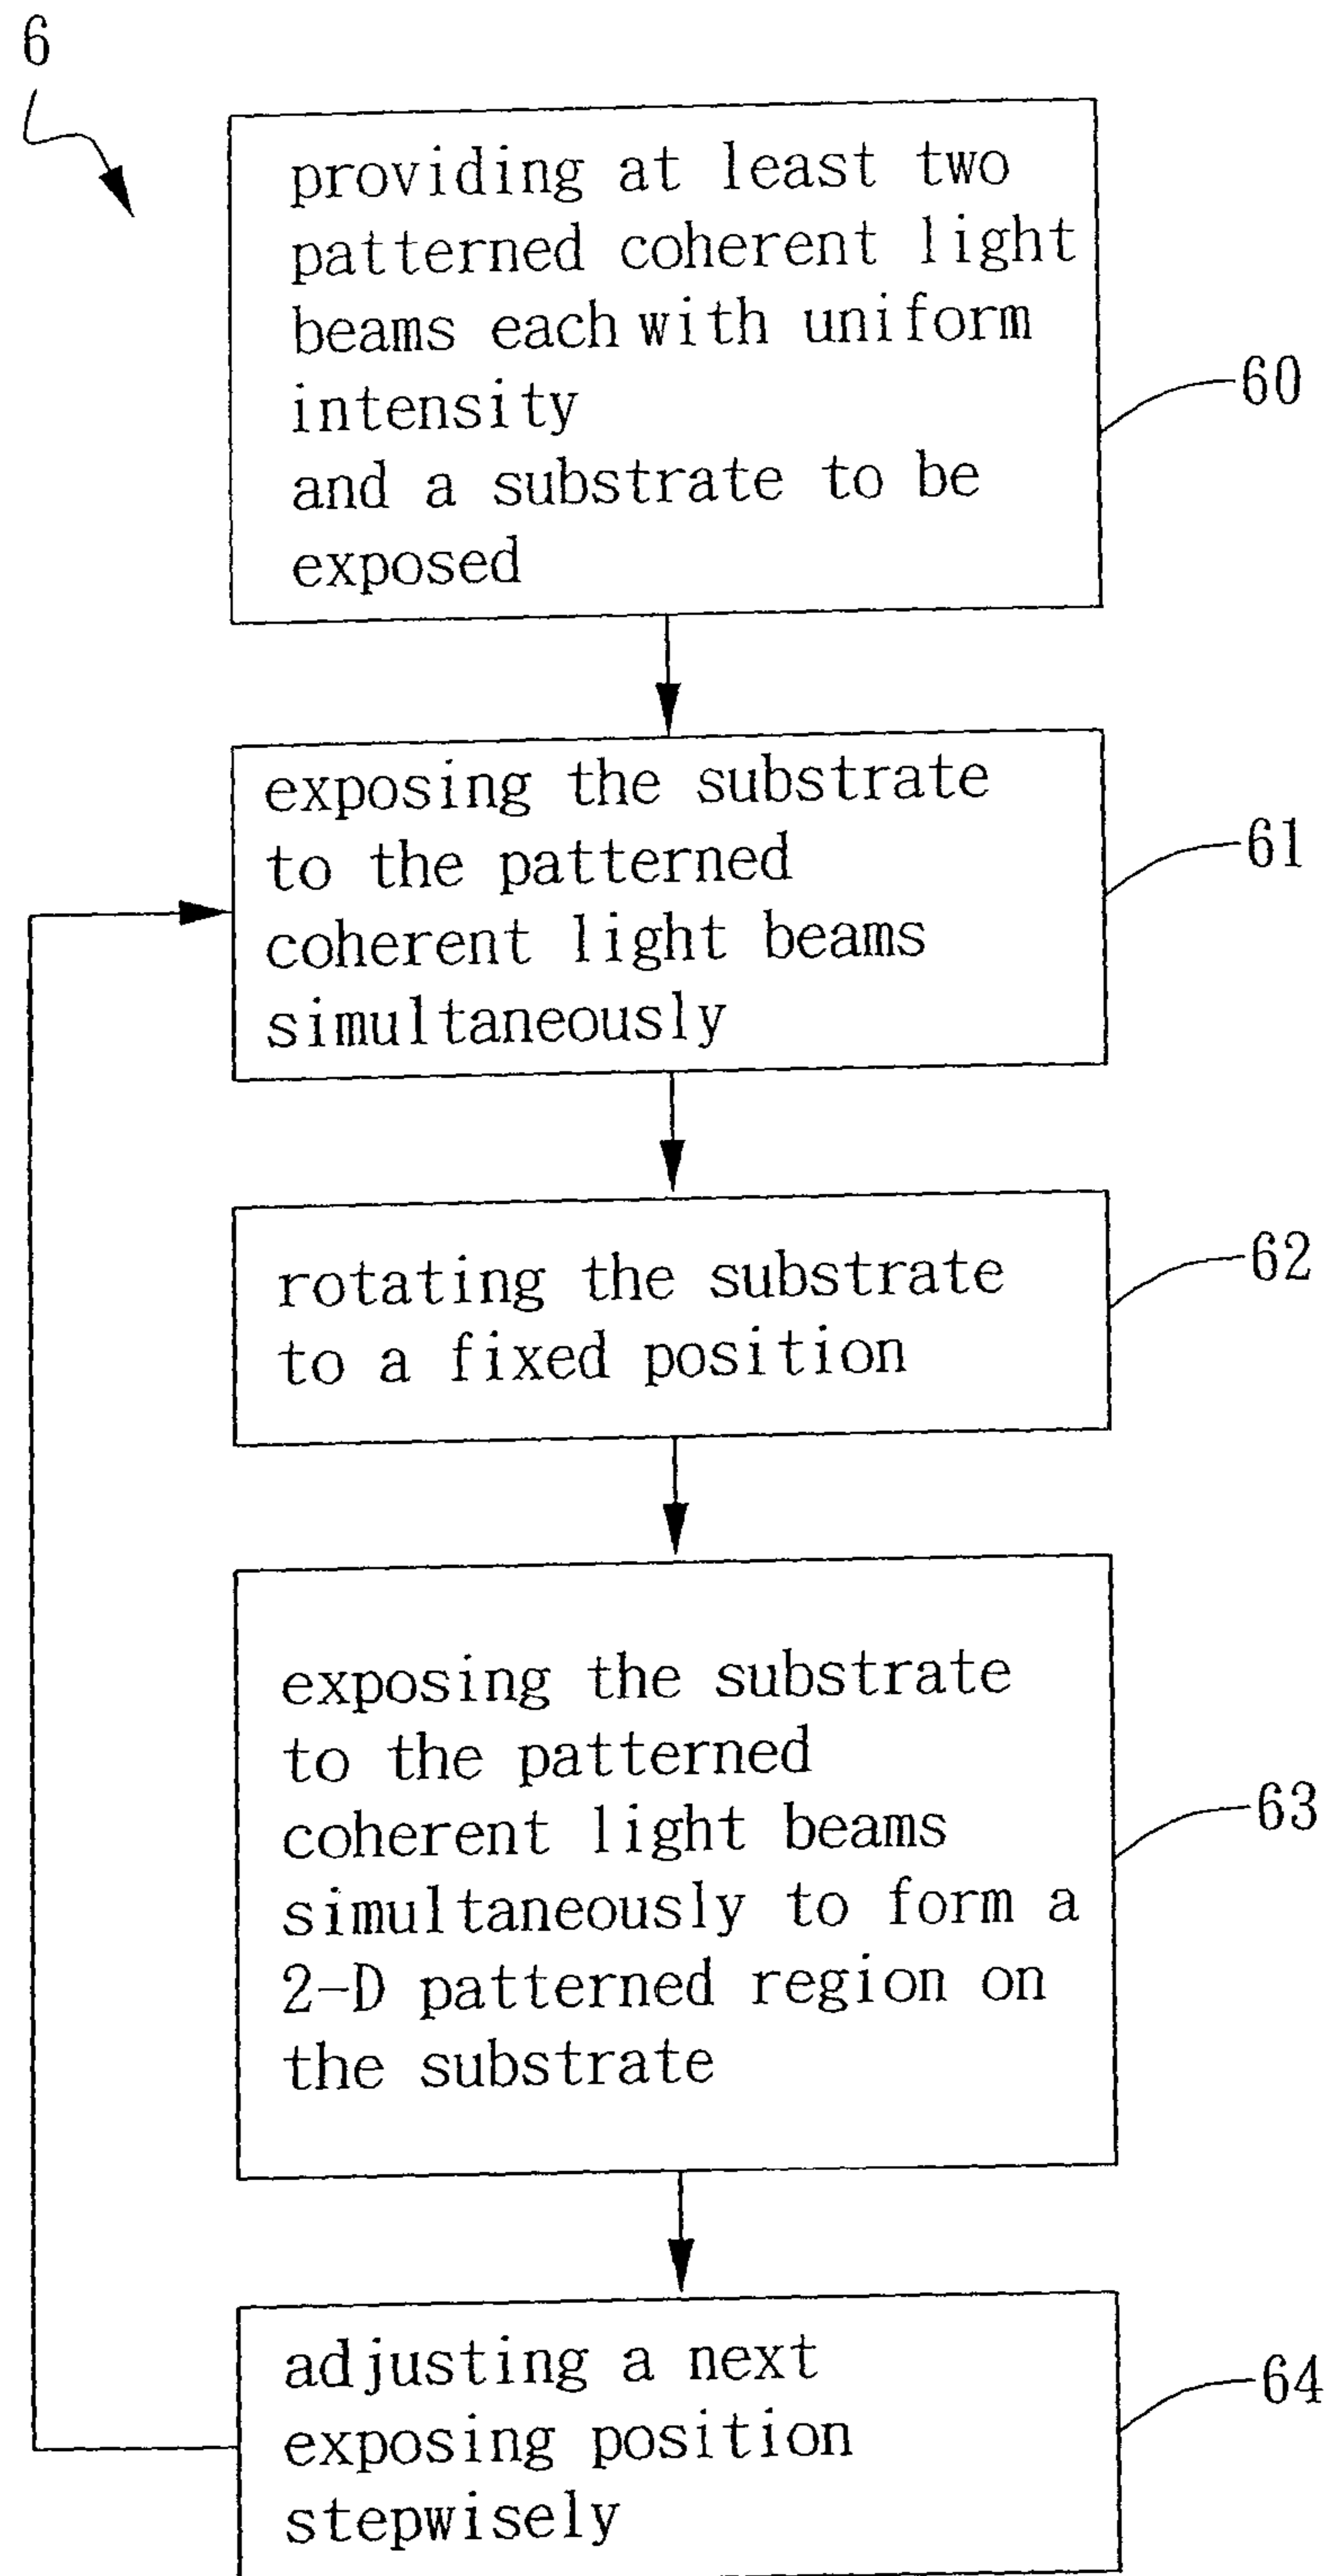 6
providing at least two
patterned coherent light
beams each with uniform
intensity
and a substrate to be
exposed
60
exposing the substrate
to the patterned
coherent light beams
simultaneously
61
rotating the substrate
to a fixed position
62
exposing the substrate
to the patterned
coherent light beams
simultaneously to form a
2-D patterned region on
the substrate
63
adjusting a next
exposing position
stepwisely
64